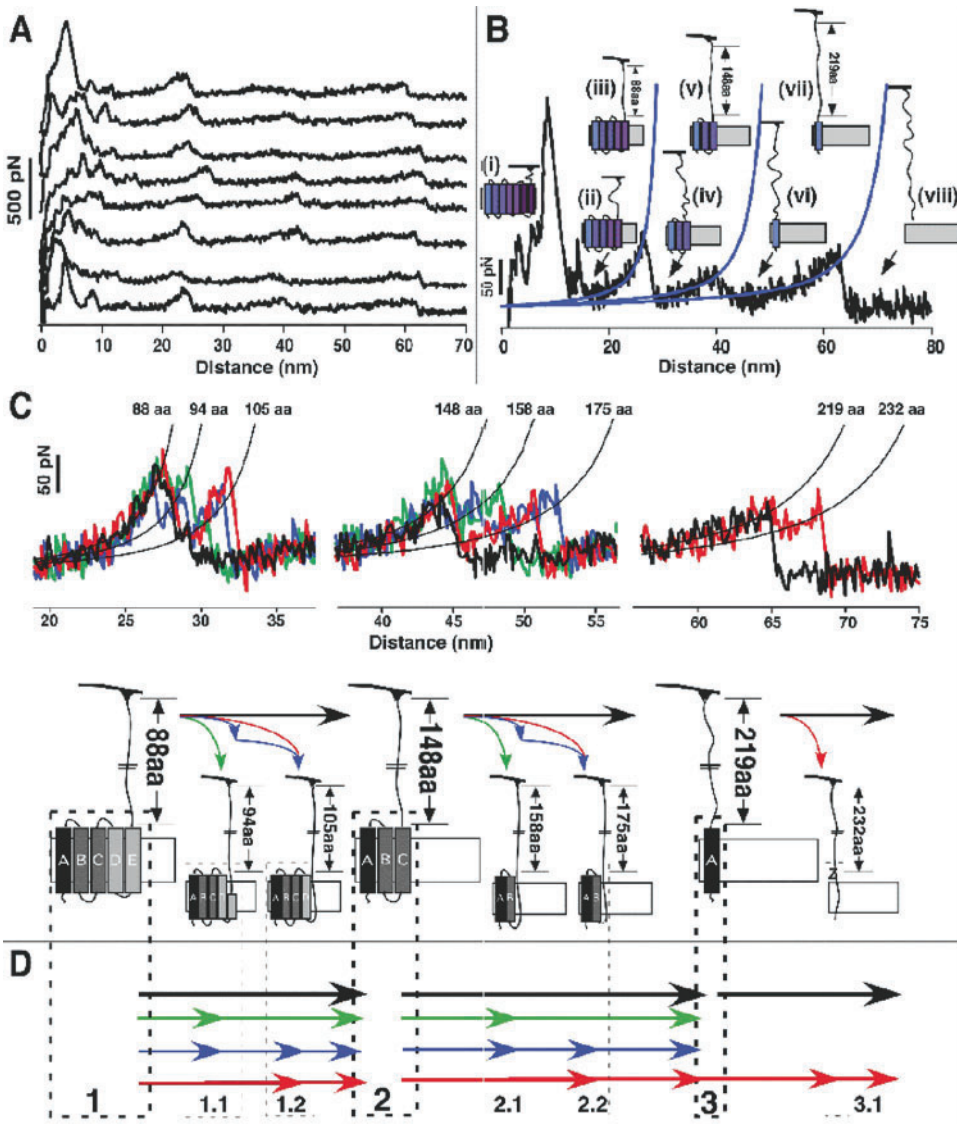 A
500 pN
0 10 20 30 40 50 60 70
Distance (nm)
B
(i)
(ii)
(iii)
88aa
(iv)
(v)
148aa
(vi)
(vii)
219aa
(viii)
50 pN
0 20 40 60 80
Distance (nm)
C
50 pN
88 aa 94 aa 105 aa
148 aa 158 aa 175 aa
219 aa 232 aa
20 25 30 35
40 45 50 55
60 65 70 75
Distance (nm)
88aa
A B C D E
94aa
A B C D
105aa
A B C D
148aa
A B C
158aa
A B
175aa
A B
219aa
A
232aa
N
D
1 1.1 1.2 2 2.1 2.2 3 3.1